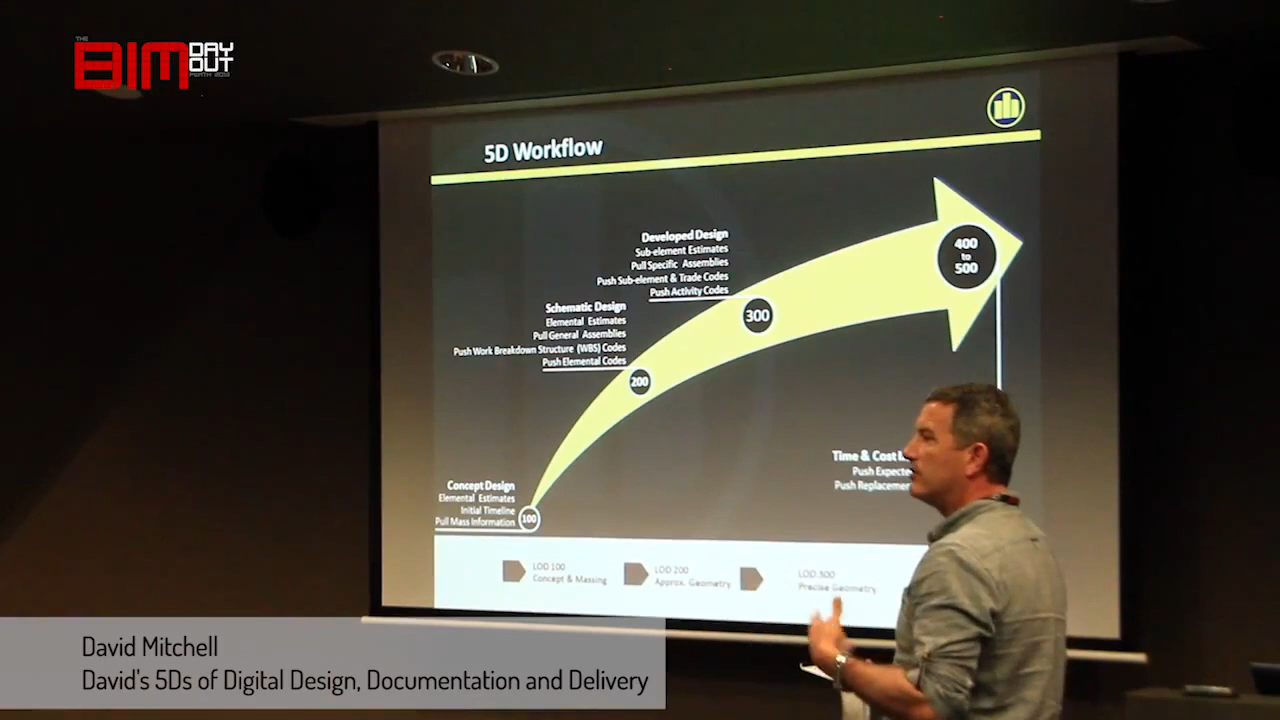 THE
BIM DAY OUT
PERTH 2013
5D Workflow
Developed Design
Sub-element Estimates
Pull Specific Assemblies
Push Sub-element & Trade Codes
Push Activity Codes
400
to
500
300
Schematic Design
Elemental Estimates
Pull General Assemblies
Push Work Breakdown Structure (WBS) Codes
Push Elemental Codes
200
Time & Cost
Push Expecte
Push Replacemen
Concept Design
Elemental Estimates
Initial Timeline
Pull Mass Information
100
LOD 100
Concept & Massing
LOD 200
Approx. Geometry
LOD 300
Precise Geometry
David Mitchell
David's 5Ds of Digital Design, Documentation and Delivery